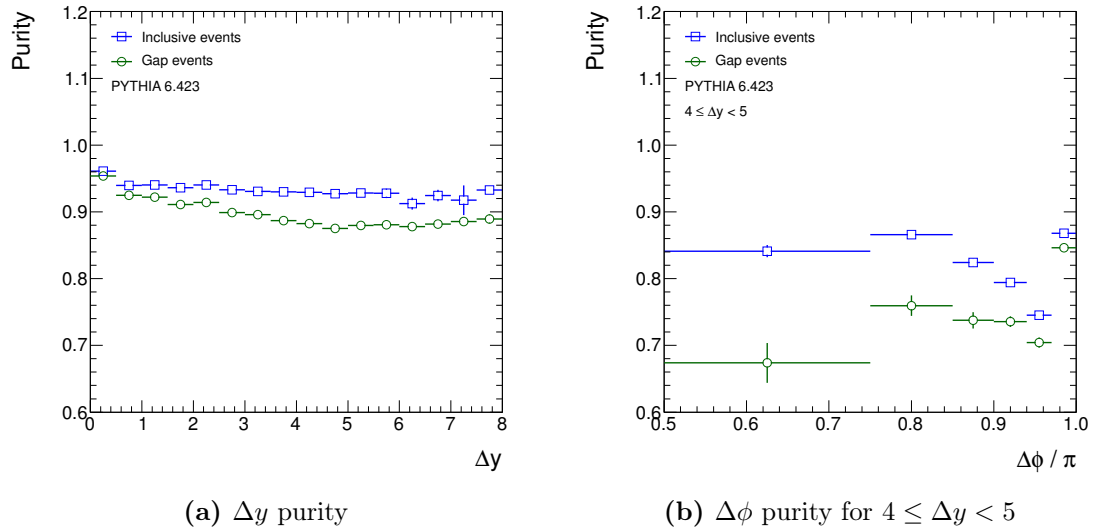 Purity
1.2
1.1
1.0
0.9
0.8
0.7
0.6
Inclusive events
Gap events
PYTHIA 6.423
0 1 2 3 4 5 6 7 8
Δy
(a) Δy purity
Purity
1.2
1.1
1.0
0.9
0.8
0.7
0.6
Inclusive events
Gap events
PYTHIA 6.423
4 ≤ Δy < 5
0.5 0.6 0.7 0.8 0.9 1.0
Δϕ / π
(b) Δϕ purity for 4 ≤ Δy < 5